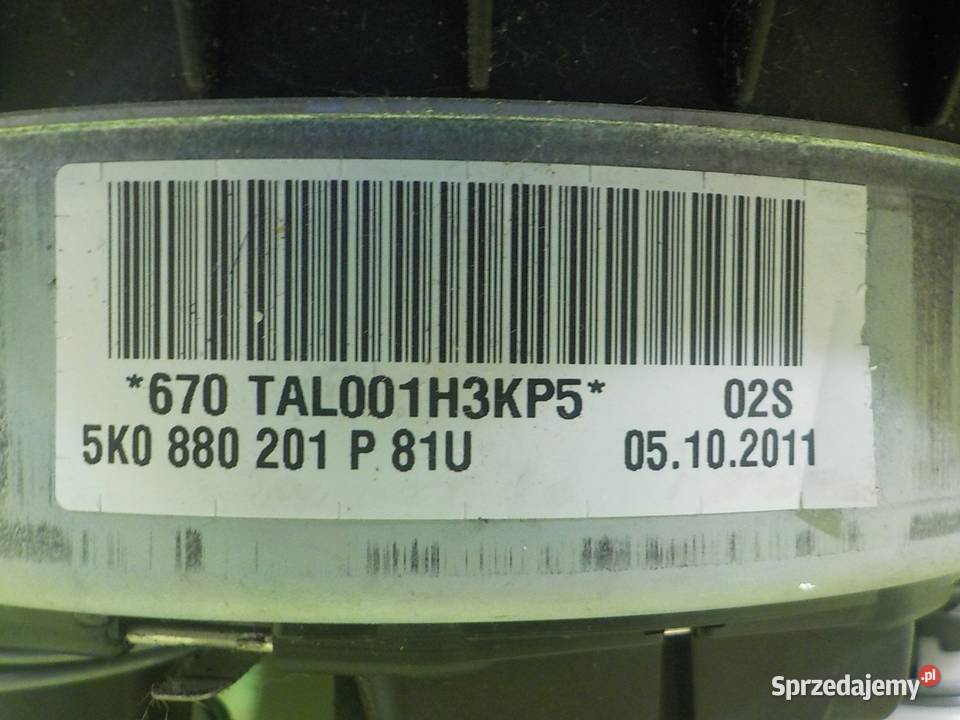 *670 TAL001H3KP5* 02S
5K0 880 201 P 81U 05.10.2011
Sprzedajemy.pl